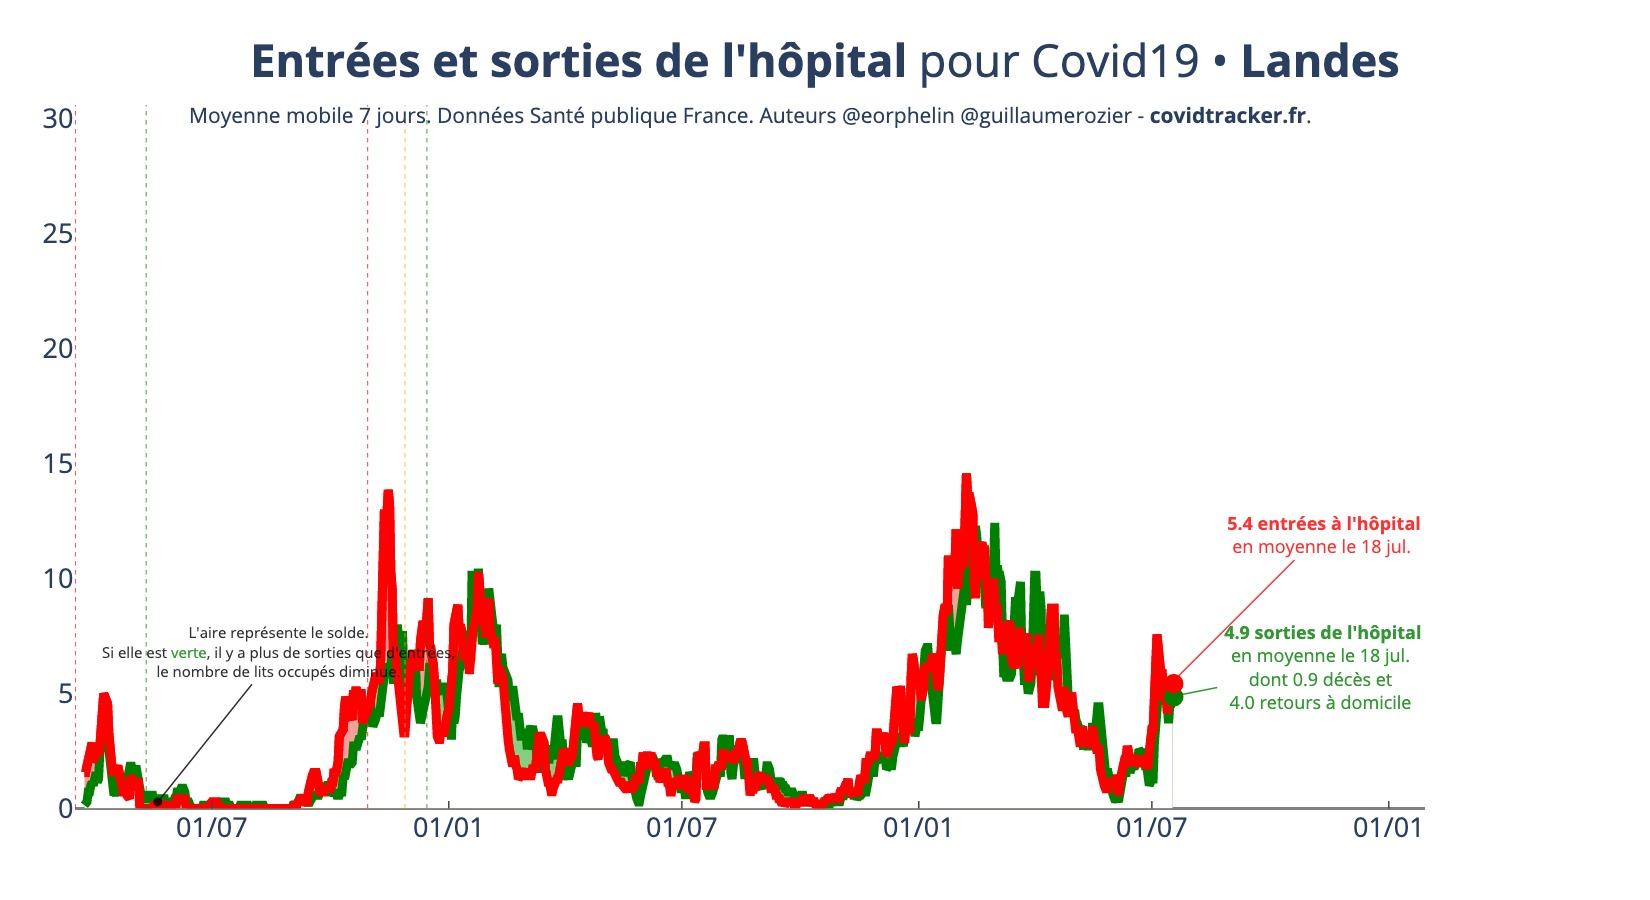 Entrées et sorties de l'hôpital pour Covid19 • Landes
Moyenne mobile 7 jours. Données Santé publique France. Auteurs @eorphelin @guillaumerozier - covidtracker.fr.
30
25
20
15
10
5
0
L'aire représente le solde.
Si elle est verte, il y a plus de sorties que d'entrées,
le nombre de lits occupés diminue.
5.4 entrées à l'hôpital
en moyenne le 18 jul.
4.9 sorties de l'hôpital
en moyenne le 18 jul.
dont 0.9 décès et
4.0 retours à domicile
01/07
01/01
01/07
01/01
01/07
01/01